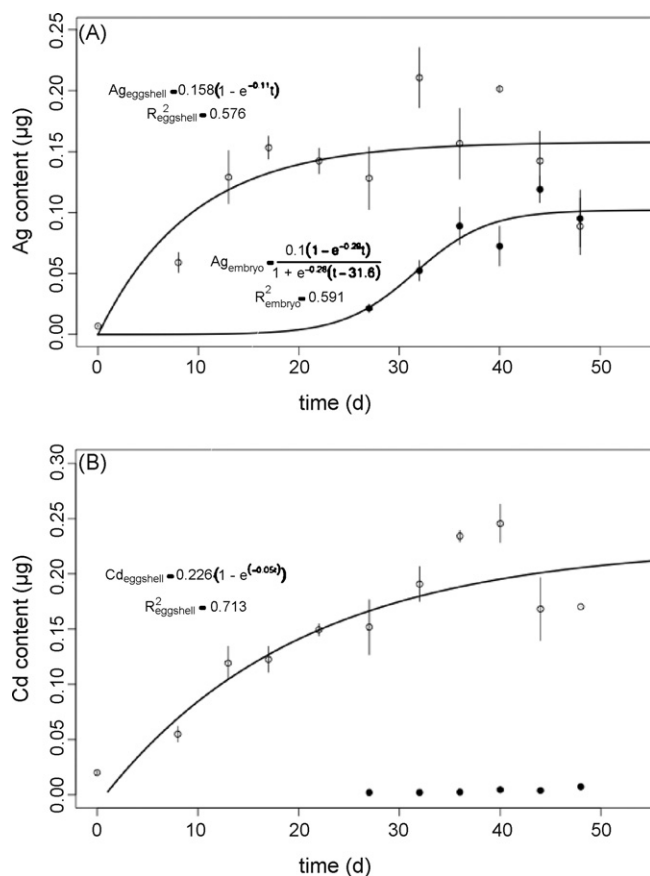 (A)
Ag content (µg)
0.25
0.20
0.15
0.10
0.05
0.00
Ag_eggshell = 0.158(1 - e^-0.11t)
R²_eggshell = 0.576
Ag_embryo = 0.1(1 - e^-0.26t) / 1 + e^-0.26(t - 31.6)
R²_embryo = 0.591
0 10 20 30 40 50
time (d)
(B)
Cd content (µg)
0.30
0.25
0.20
0.15
0.10
0.05
0.00
Cd_eggshell = 0.226(1 - e^(-0.05t))
R²_eggshell = 0.713
0 10 20 30 40 50
time (d)